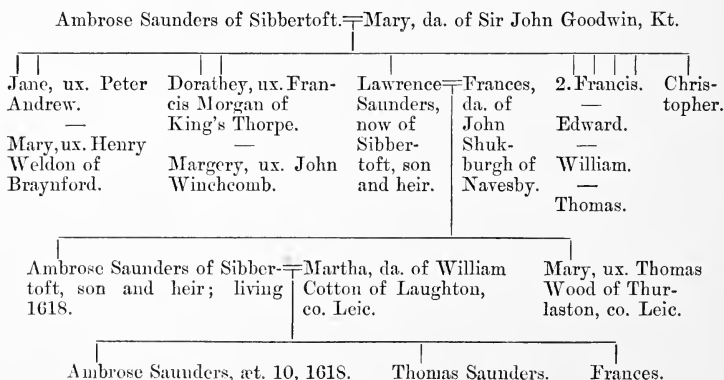 Ambrose Saunders of Sibbertoft.=Mary, da. of Sir John Goodwin, Kt.
Jane, ux. Peter
Andrew.
—
Mary, ux. Henry
Weldon of
Braynford.
Dorathey, ux. Fran-
cis Morgan of
King's Thorpe.
—
Margery, ux. John
Winchcomb.
Lawrence
Saunders,
now of
Sibber-
toft, son
and heir.
=Frances,
da. of
John
Shuk-
burgh of
Navesby.
2. Francis.
—
Edward.
—
William.
—
Thomas.
Chris-
topher.
Ambrose Saunders of Sibber-
toft, son and heir; living
1618.
=Martha, da. of William
Cotton of Laughton,
co. Leic.
Mary, ux. Thomas
Wood of Thur-
laston, co. Leic.
Ambrose Saunders, æt. 10, 1618.
Thomas Saunders.
Frances.